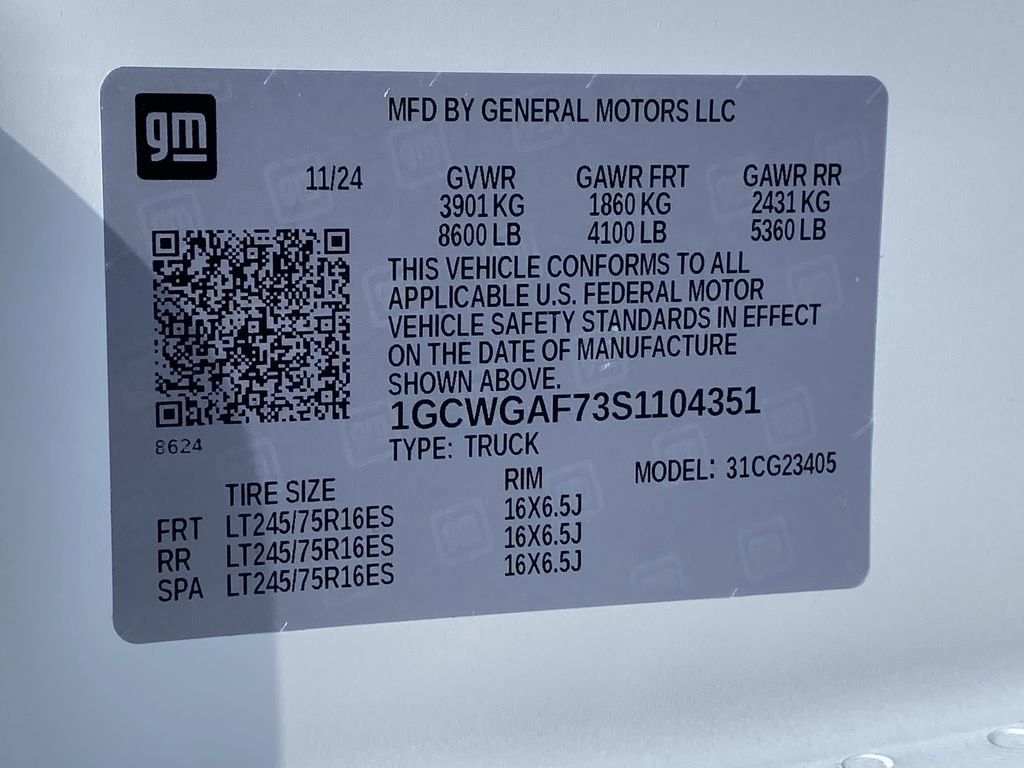 gm
MFD BY GENERAL MOTORS LLC
11/24 GVWR GAWR FRT GAWR RR
3901 KG 1860 KG 2431 KG
8600 LB 4100 LB 5360 LB
THIS VEHICLE CONFORMS TO ALL
APPLICABLE U.S. FEDERAL MOTOR
VEHICLE SAFETY STANDARDS IN EFFECT
ON THE DATE OF MANUFACTURE
SHOWN ABOVE.
1GCWGAF73S1104351
8624
TYPE: TRUCK
MODEL: 31CG23405
TIRE SIZE RIM
FRT LT245/75R16ES 16X6.5J
RR LT245/75R16ES 16X6.5J
SPA LT245/75R16ES 16X6.5J